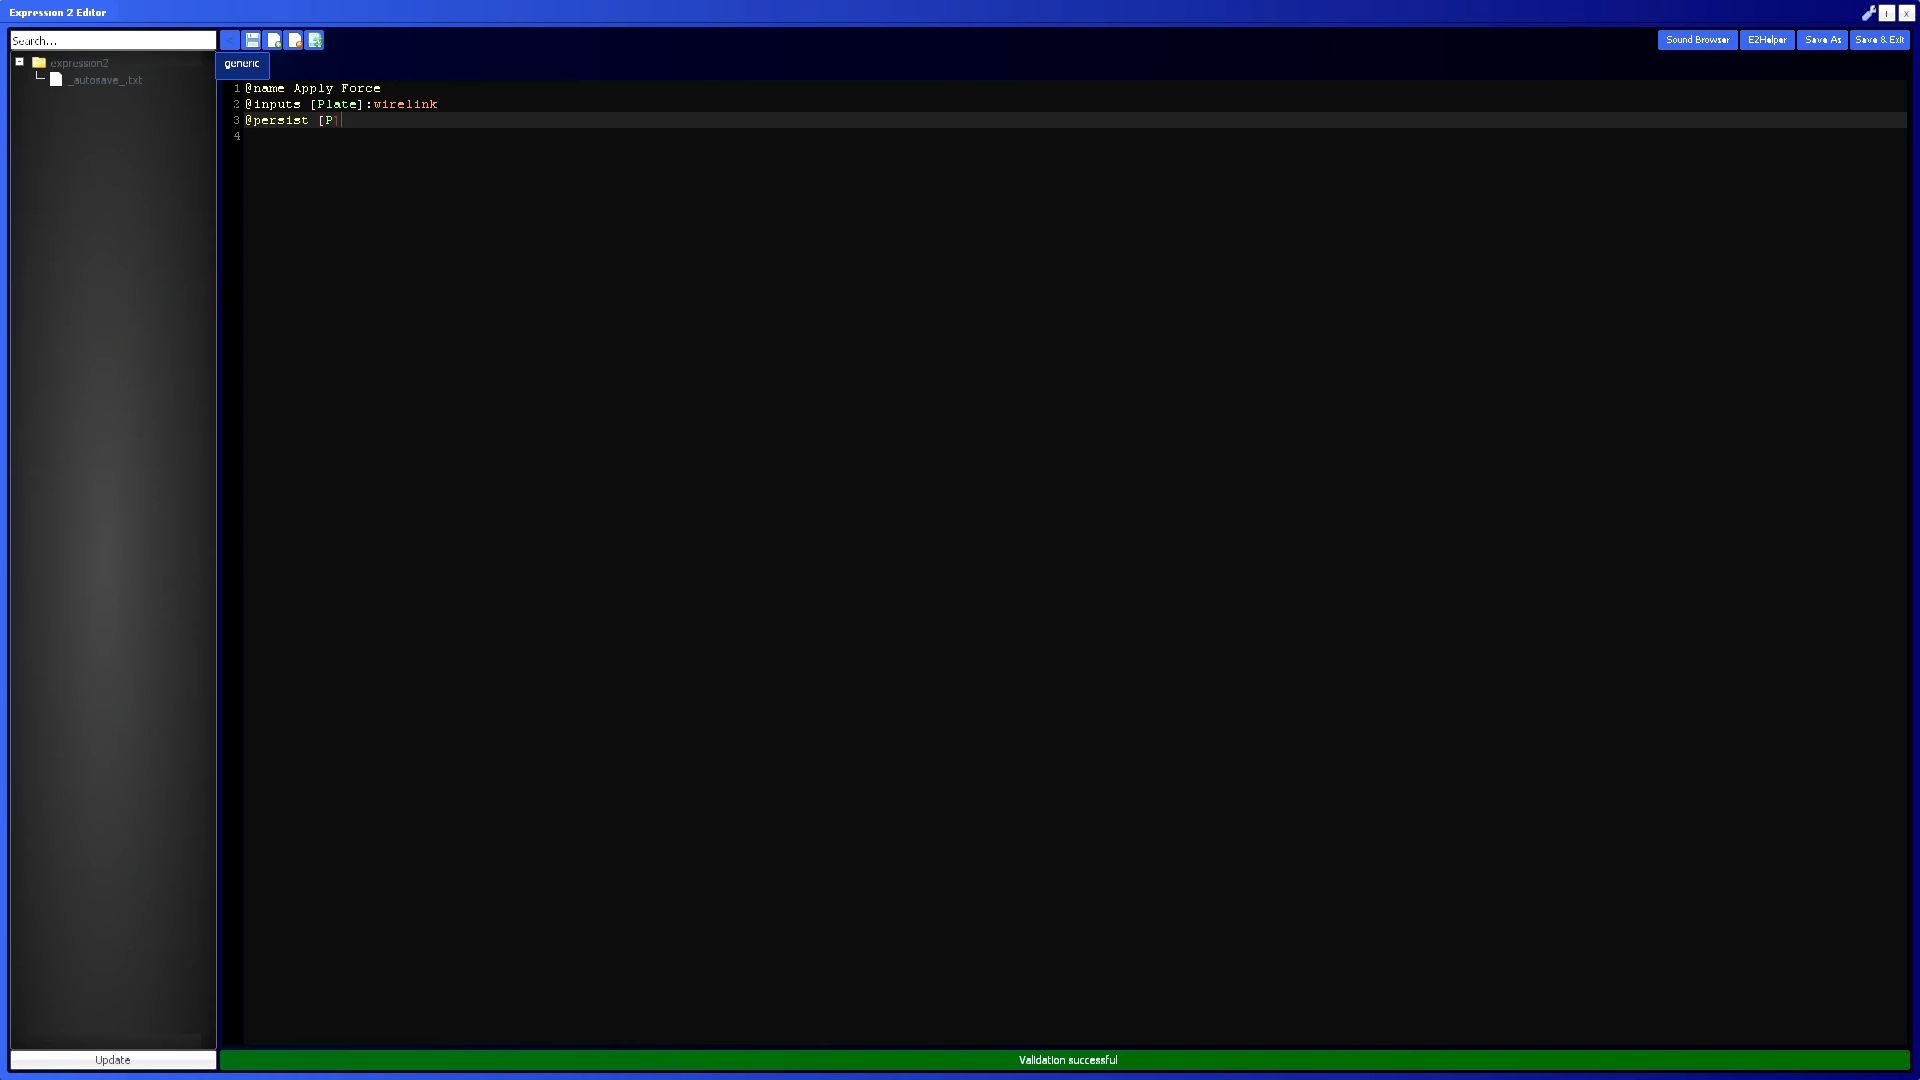 Expression 2 Editor
Search...
Sound Browser
E2Helper
Save As
Save & Exit
expression2
_autosave_.txt
generic
1 @name Apply Force
2 @inputs [Plate]:wirelink
3 @persist [P]
4
Update
Validation successful